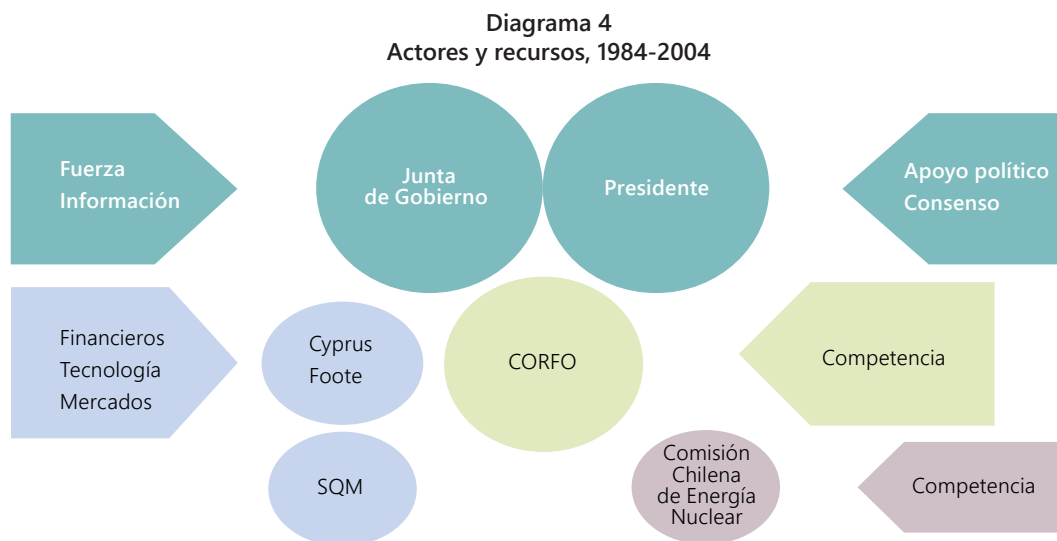 Diagrama 4
Actores y recursos, 1984-2004
Fuerza
Información
Junta
de Gobierno
Presidente
Apoyo político
Consenso
Financieros
Tecnología
Mercados
Cyprus
Foote
CORFO
Competencia
SQM
Comisión
Chilena
de Energía
Nuclear
Competencia